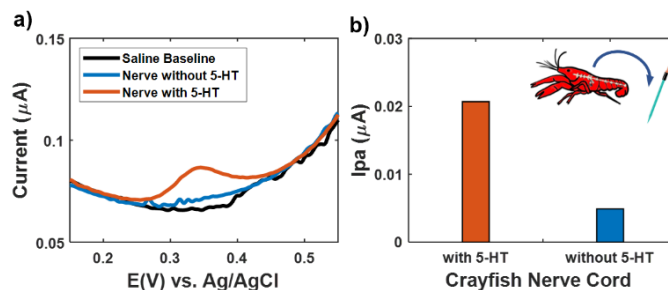 a)
0.15
0.1
0.05
Current (μA)
Saline Baseline
Nerve without 5-HT
Nerve with 5-HT
0.2 0.3 0.4 0.5
E(V) vs. Ag/AgCl
b)
0.03
0.02
0.01
0
Ipa (μA)
with 5-HT without 5-HT
Crayfish Nerve Cord